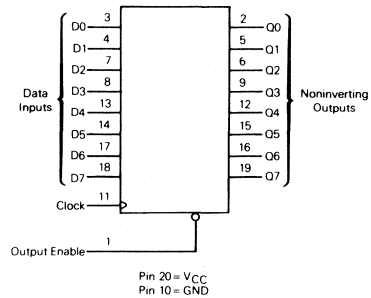 D0 3 2 Q0
D1 4 5 Q1
D2 7 6 Q2
D3 8 9 Q3
D4 13 12 Q4
D5 14 15 Q5
D6 17 16 Q6
D7 18 19 Q7
Data
Inputs
Noninverting
Outputs
Clock 11
Output Enable 1
Pin 20 = VCC
Pin 10 = GND